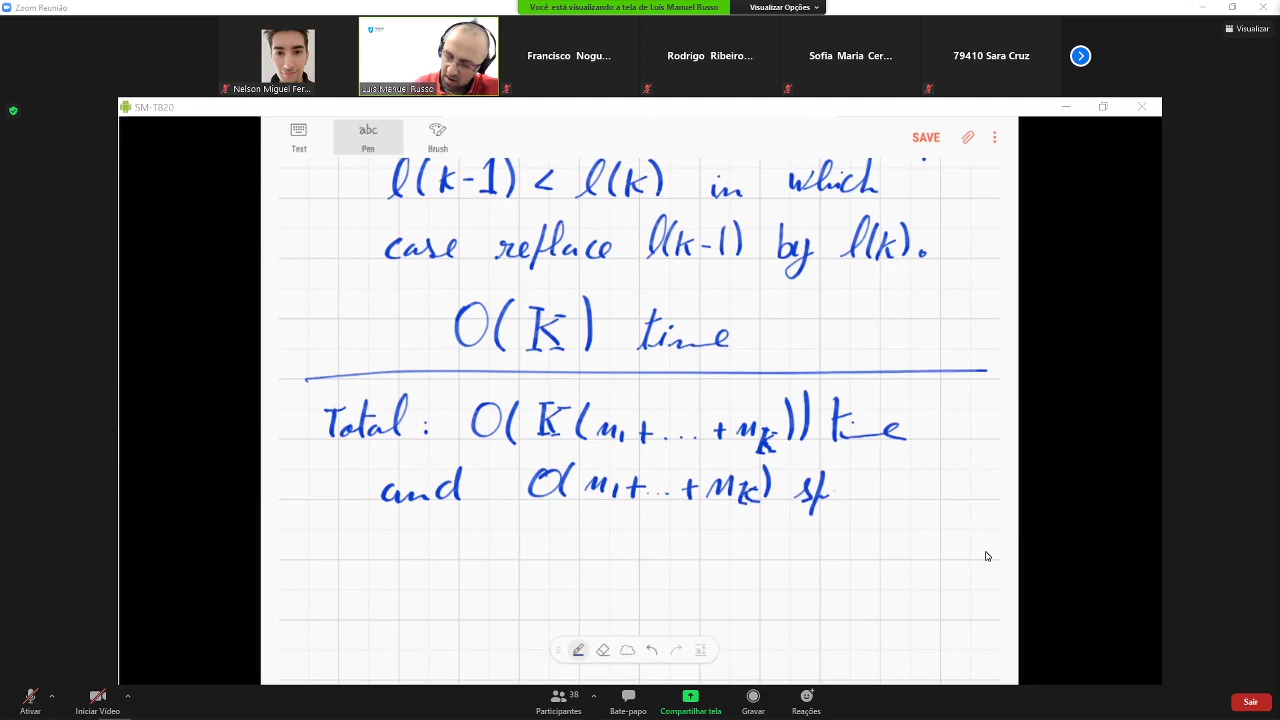 Zoom Reunião
Você está visualizando a tela de Luís Manuel Russo
Visualizar Opções
Visualizar
Nelson Miguel Fer...
Luís Manuel Russo
Francisco Nogu...
Rodrigo Ribeiro...
Sofia Maria Cer...
79410 Sara Cruz
SM-T820
Text
abc
Pen
Brush
SAVE
l(k-1) < l(k) in which
case replace l(k-1) by l(k).
O(K) time
Total: O(K(n1+...+nK)) time
and O(n1+...+nK) sp
Ativar
Iniciar Vídeo
38
Participantes
Bate-papo
Compartilhar tela
Gravar
Reações
Sair